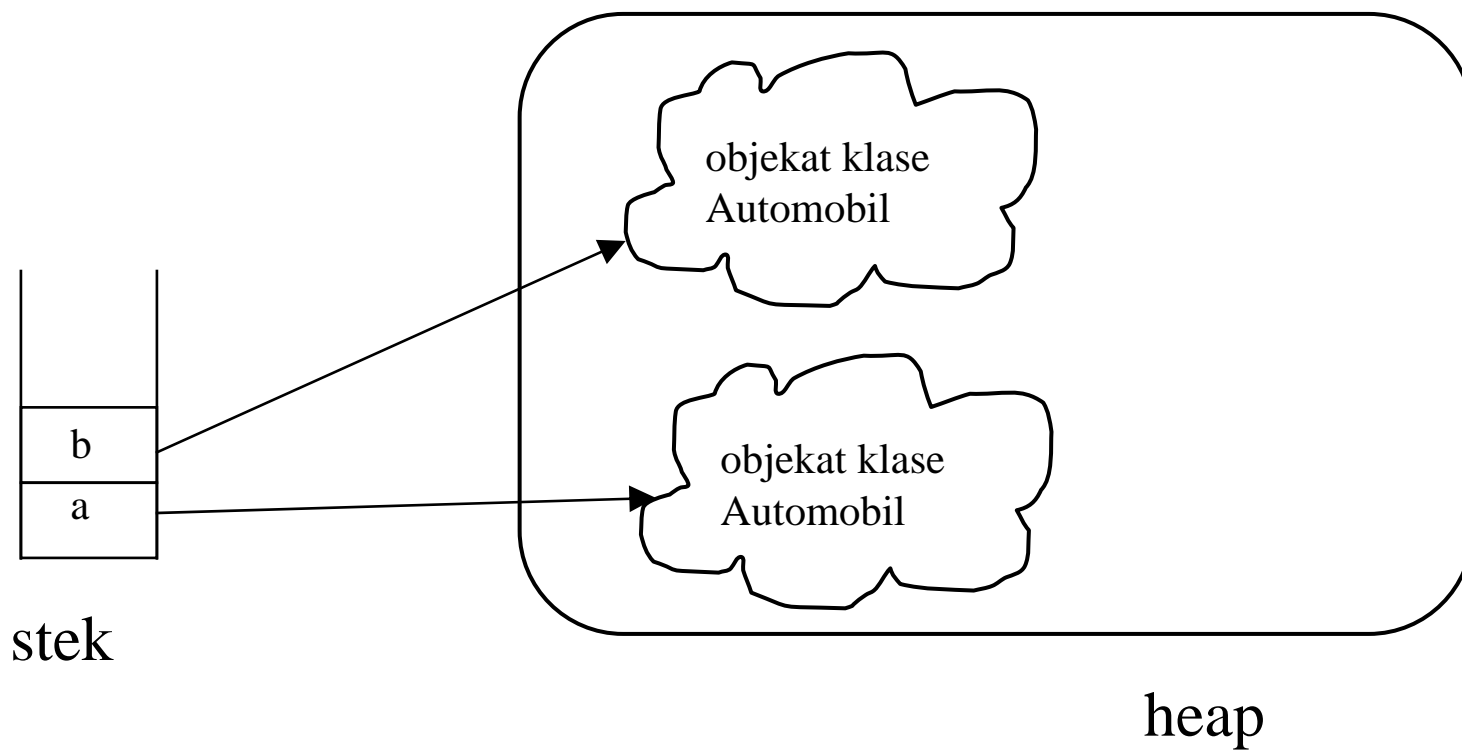 objekat klase
Automobil
b
a
objekat klase
Automobil
stek
heap